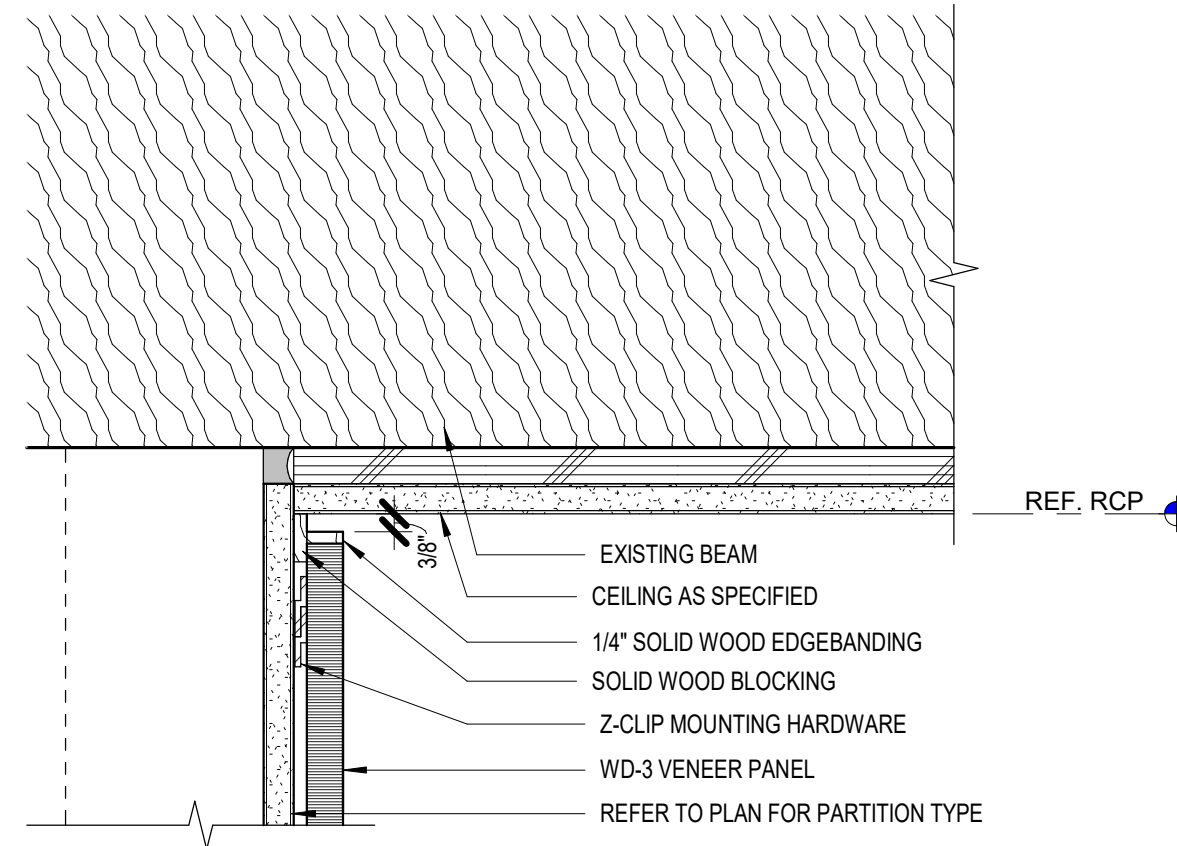 REF. RCP
3/8"
EXISTING BEAM
CEILING AS SPECIFIED
1/4" SOLID WOOD EDGEBANDING
SOLID WOOD BLOCKING
Z-CLIP MOUNTING HARDWARE
WD-3 VENEER PANEL
REFER TO PLAN FOR PARTITION TYPE